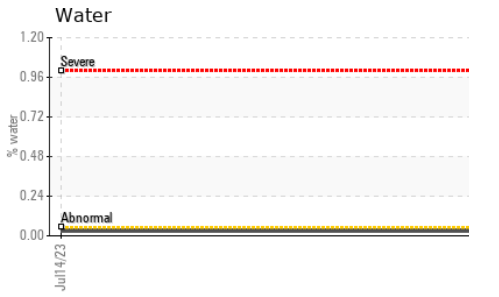 Water
1.20
Severe
0.96
0.72
% water
0.48
0.24
Abnormal
0.00
Jul14/23